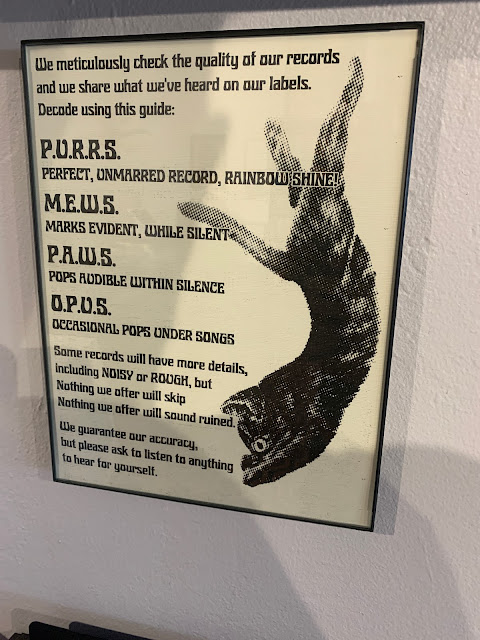 We meticulously check the quality of our records
and we share what we've heard on our labels.
Decode using this guide:
P.U.R.R.S.
PERFECT, UNMARRED RECORD, RAINBOW SHINE!
M.E.W.S.
MARKS EVIDENT, WHILE SILENT
P.A.W.S.
POPS AUDIBLE WITHIN SILENCE
O.P.U.S.
OCCASIONAL POPS UNDER SONGS
Some records will have more details,
including NOISY or ROUGH, but
Nothing we offer will skip
Nothing we offer will sound ruined.
We guarantee our accuracy,
but please ask to listen to anything
to hear for yourself.